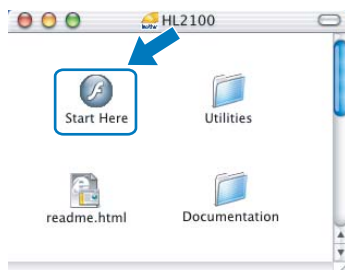 HL2100
Start Here
Utilities
readme.html
Documentation